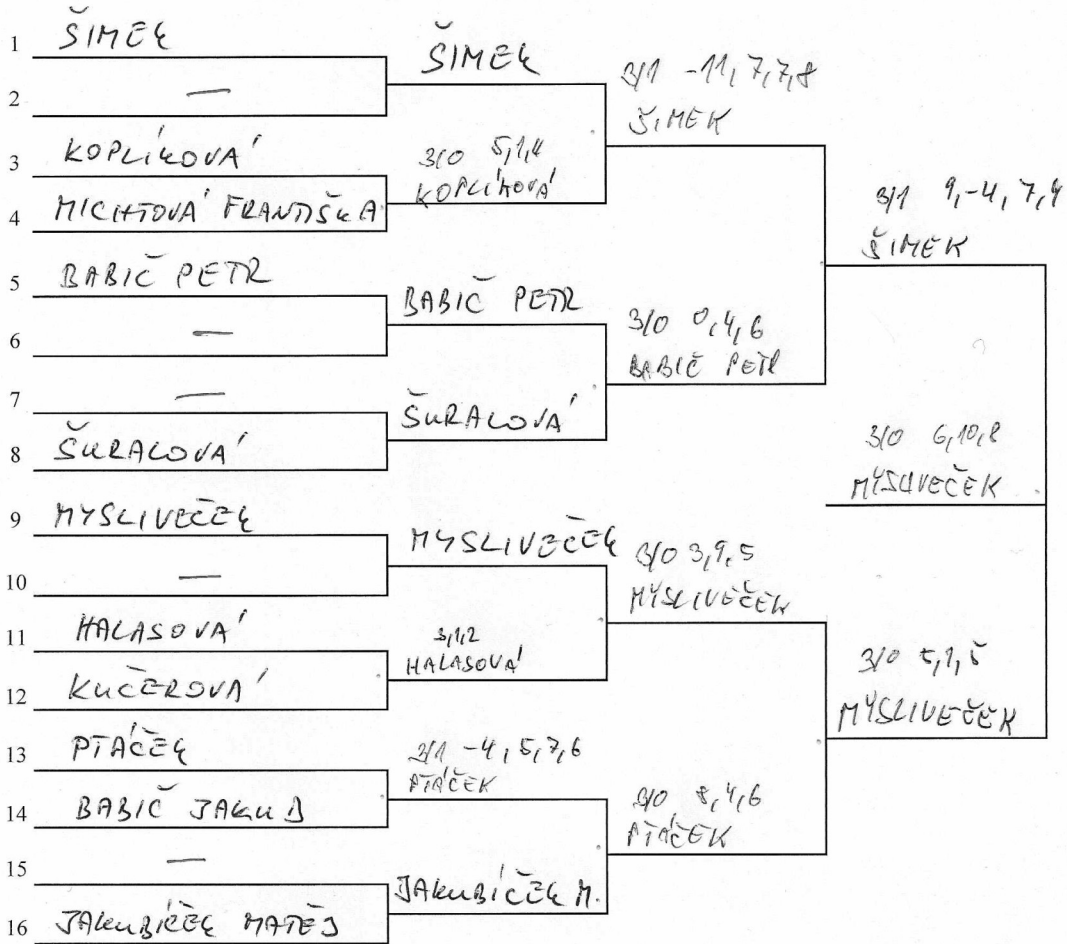 1 ŠIMEK
2 —
3 KOPLÍKOVÁ
4 MICHTOVÁ FRANTIŠKA
5 BABIČ PETR
6 —
7 —
8 ŠURALOVÁ
9 MYSLIVEČEK
10 —
11 HALASOVÁ
12 KUČEROVÁ
13 PTÁČEK
14 BABIČ JAKUB
15 —
16 JAKUBÍČEK MATĚJ
ŠIMEK
3/0 5,1,4
KOPLÍKOVÁ
BABIČ PETR
ŠURALOVÁ
MYSLIVEČEK
3,1,2
HALASOVÁ
3/1 -4,5,7,6
PTÁČEK
JAKUBÍČEK M.
3/1 -11,7,7,8
ŠIMEK
3/0 0,4,6
BABIČ PETR
3/0 3,9,5
MYSLIVEČEK
3/0 8,4,6
PTÁČEK
3/1 9,-4,7,9
ŠIMEK
3/0 5,1,5
MYSLIVEČEK
3/0 6,10,8
MYSLIVEČEK